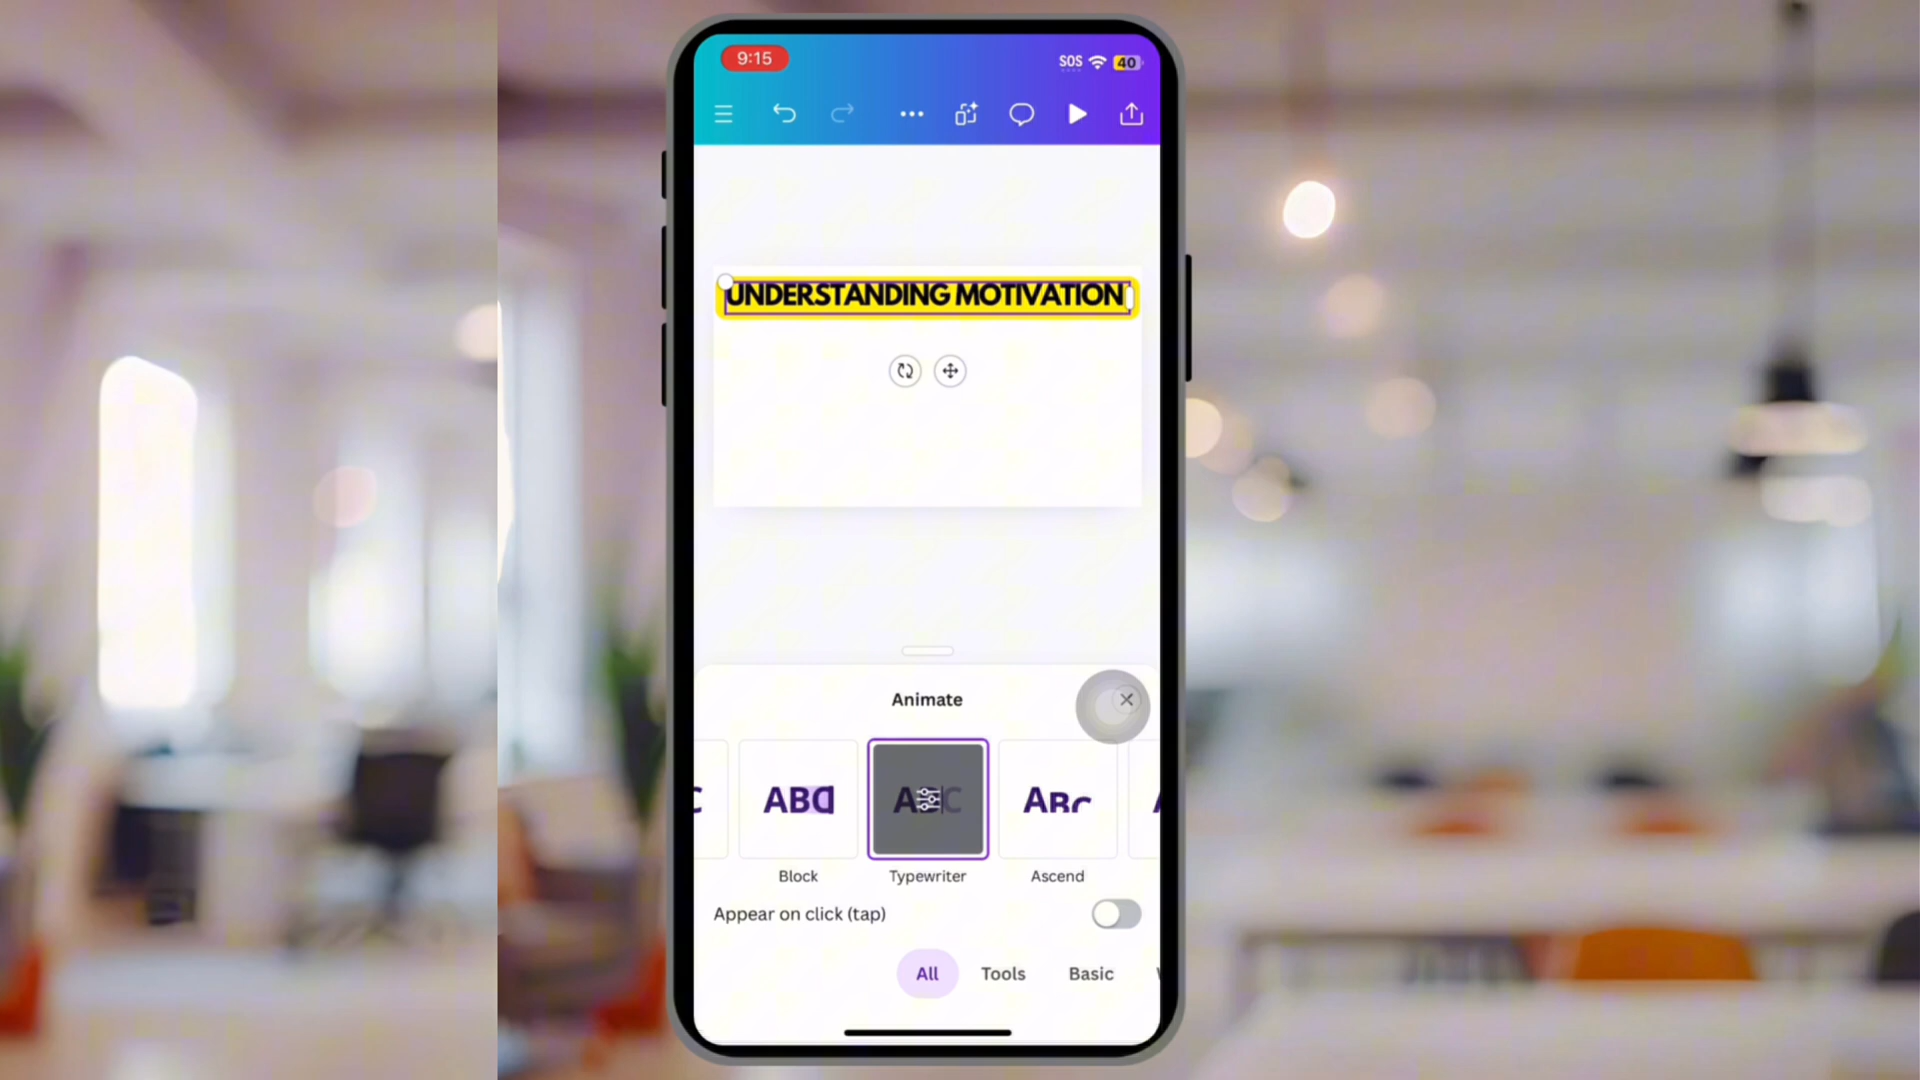 9:15
SOS
40
UNDERSTANDING MOTIVATION
Animate
C
ABC
ABC
ABC
Block
Typewriter
Ascend
Appear on click (tap)
All
Tools
Basic